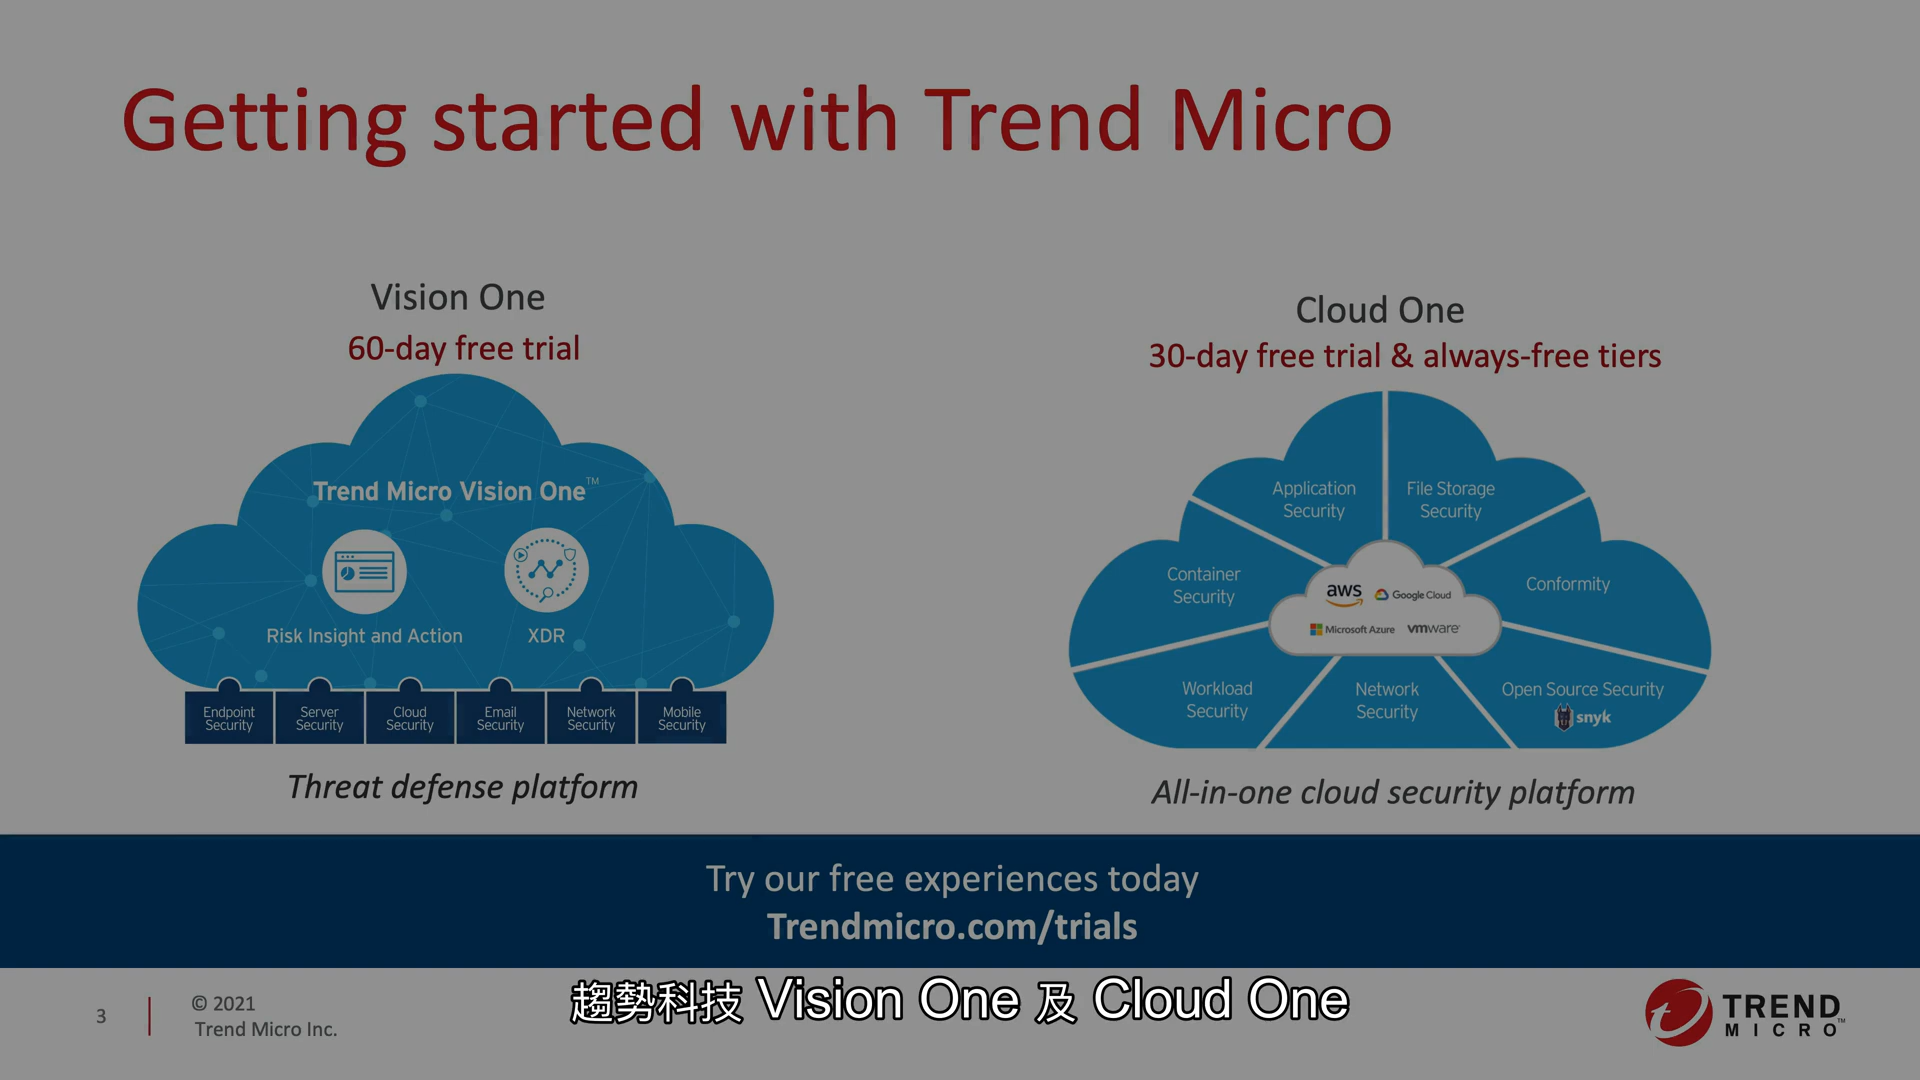 Getting started with Trend Micro
Vision One
60-day free trial
Trend Micro Vision One™
Risk Insight and Action
XDR
Endpoint
Security
Server
Security
Cloud
Security
Email
Security
Network
Security
Mobile
Security
Threat defense platform
Cloud One
30-day free trial & always-free tiers
Application
Security
File Storage
Security
Container
Security
aws
Google Cloud
Microsoft Azure
vmware
Conformity
Workload
Security
Network
Security
Open Source Security
snyk
All-in-one cloud security platform
Try our free experiences today
Trendmicro.com/trials
3
© 2021
Trend Micro Inc.
趨勢科技 Vision One 及 Cloud One
TREND
MICRO™